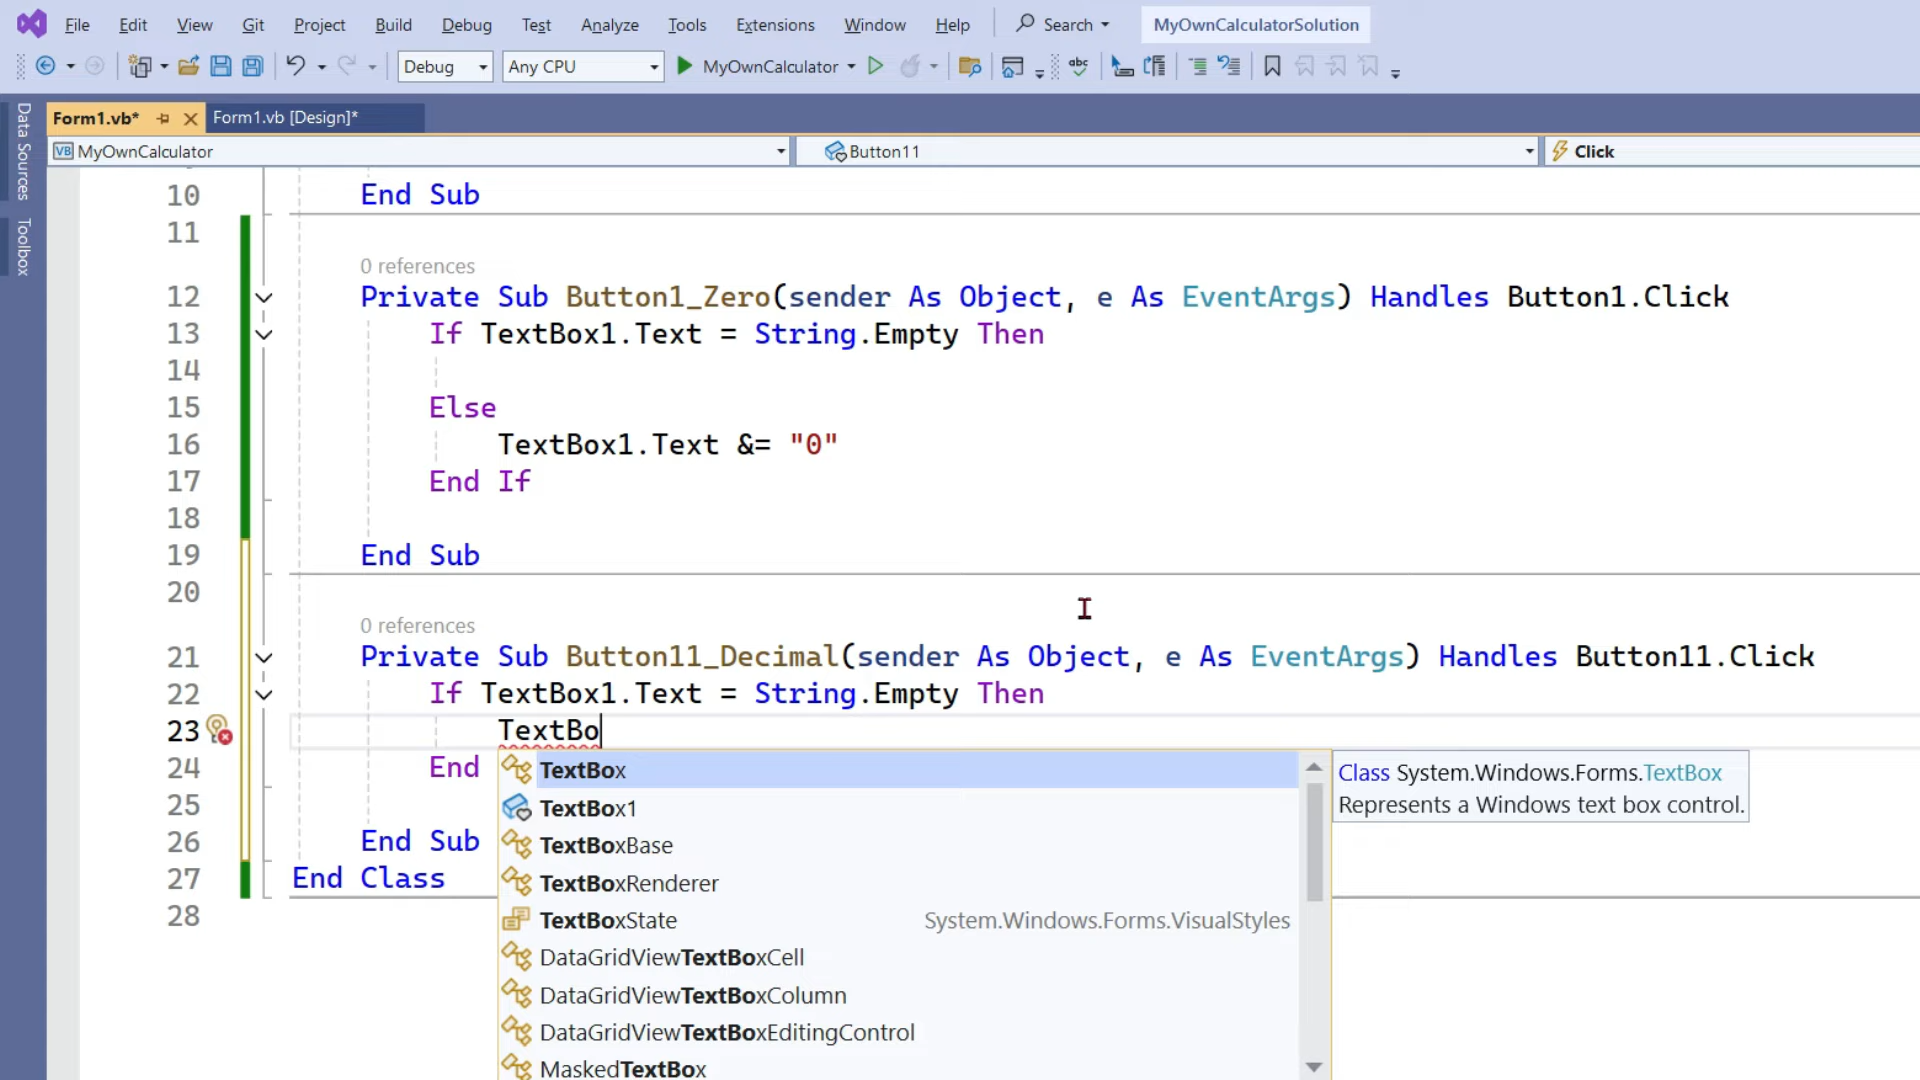 File Edit View Git Project Build Debug Test Analyze Tools Extensions Window Help Search MyOwnCalculatorSolution
Debug Any CPU MyOwnCalculator abc
Data Sources
Toolbox
Form1.vb* Form1.vb [Design]*
VB MyOwnCalculator Button11 Click
10 End Sub
11
0 references
12 Private Sub Button1_Zero(sender As Object, e As EventArgs) Handles Button1.Click
13 If TextBox1.Text = String.Empty Then
14
15 Else
16 TextBox1.Text &= "0"
17 End If
18
19 End Sub
20
0 references
21 Private Sub Button11_Decimal(sender As Object, e As EventArgs) Handles Button11.Click
22 If TextBox1.Text = String.Empty Then
23 TextBo
24 End
25
26 End Sub
27 End Class
28
TextBox
TextBox1
TextBoxBase
TextBoxRenderer
TextBoxState System.Windows.Forms.VisualStyles
DataGridViewTextBoxCell
DataGridViewTextBoxColumn
DataGridViewTextBoxEditingControl
MaskedTextBox
Class System.Windows.Forms.TextBox
Represents a Windows text box control.